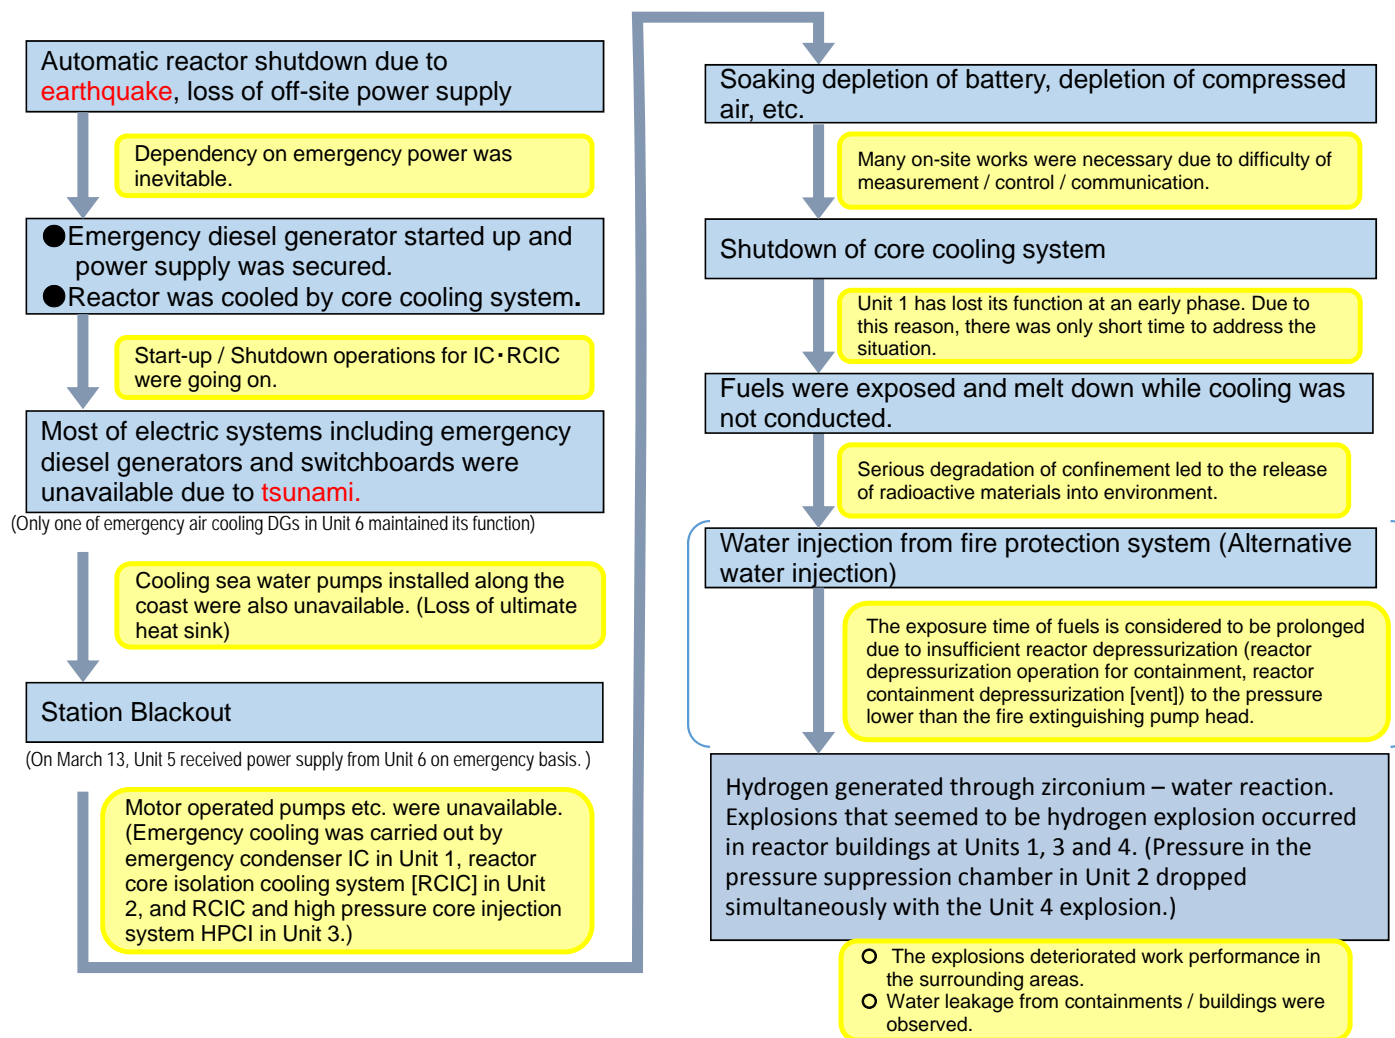 Automatic reactor shutdown due to
earthquake, loss of off-site power supply
Dependency on emergency power was
inevitable.
●Emergency diesel generator started up and
power supply was secured.
●Reactor was cooled by core cooling system.
Start-up / Shutdown operations for IC・RCIC
were going on.
Most of electric systems including emergency
diesel generators and switchboards were
unavailable due to tsunami.
(Only one of emergency air cooling DGs in Unit 6 maintained its function)
Cooling sea water pumps installed along the
coast were also unavailable. (Loss of ultimate
heat sink)
Station Blackout
(On March 13, Unit 5 received power supply from Unit 6 on emergency basis. )
Motor operated pumps etc. were unavailable.
(Emergency cooling was carried out by
emergency condenser IC in Unit 1, reactor
core isolation cooling system [RCIC] in Unit
2, and RCIC and high pressure core injection
system HPCI in Unit 3.)
Soaking depletion of battery, depletion of compressed
air, etc.
Many on-site works were necessary due to difficulty of
measurement / control / communication.
Shutdown of core cooling system
Unit 1 has lost its function at an early phase. Due to
this reason, there was only short time to address the
situation.
Fuels were exposed and melt down while cooling was
not conducted.
Serious degradation of confinement led to the release
of radioactive materials into environment.
Water injection from fire protection system (Alternative
water injection)
The exposure time of fuels is considered to be prolonged
due to insufficient reactor depressurization (reactor
depressurization operation for containment, reactor
containment depressurization [vent]) to the pressure
lower than the fire extinguishing pump head.
Hydrogen generated through zirconium – water reaction.
Explosions that seemed to be hydrogen explosion occurred
in reactor buildings at Units 1, 3 and 4. (Pressure in the
pressure suppression chamber in Unit 2 dropped
simultaneously with the Unit 4 explosion.)
○ The explosions deteriorated work performance in
the surrounding areas.
○ Water leakage from containments / buildings were
observed.